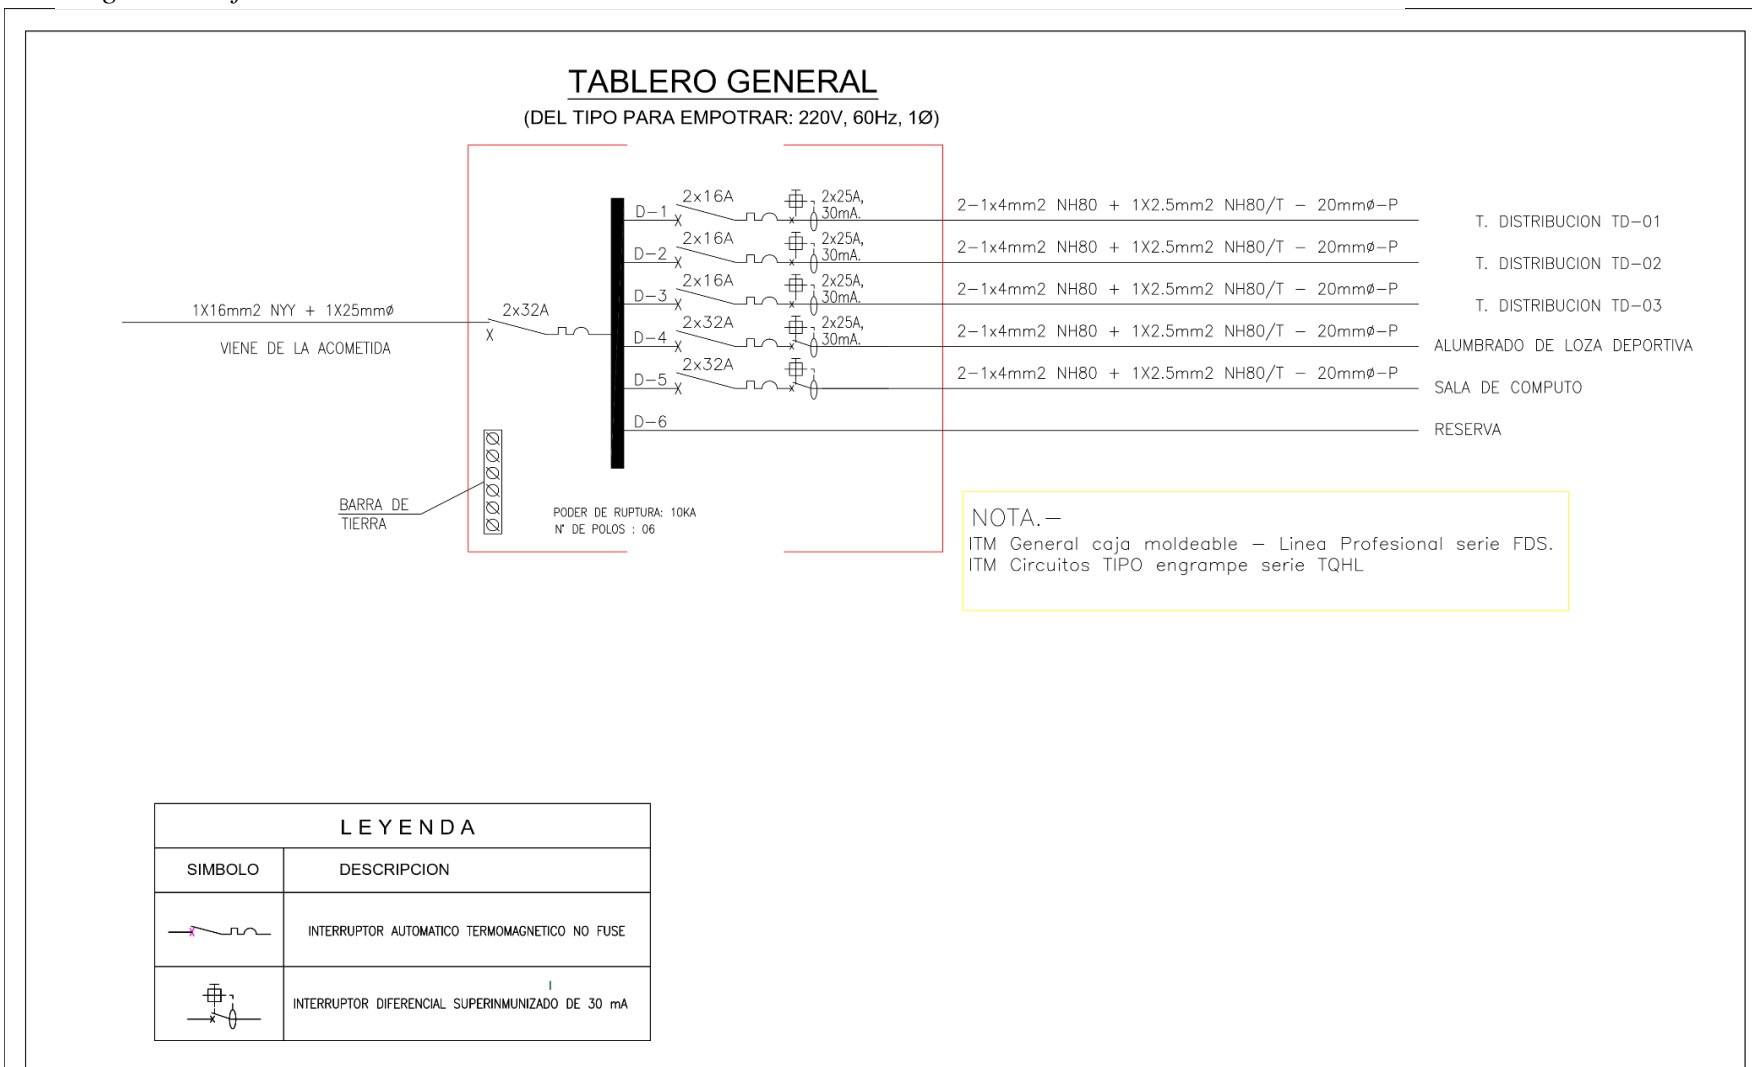 TABLERO GENERAL
(DEL TIPO PARA EMPOTRAR: 220V, 60Hz, 1Ø)
D-1 2x16A 2x25A, 30mA. 2-1x4mm2 NH80 + 1X2.5mm2 NH80/T - 20mmø-P T. DISTRIBUCION TD-01
D-2 2x16A 2x25A, 30mA. 2-1x4mm2 NH80 + 1X2.5mm2 NH80/T - 20mmø-P T. DISTRIBUCION TD-02
D-3 2x16A 2x25A, 30mA. 2-1x4mm2 NH80 + 1X2.5mm2 NH80/T - 20mmø-P T. DISTRIBUCION TD-03
D-4 2x32A 2x25A, 30mA. 2-1x4mm2 NH80 + 1X2.5mm2 NH80/T - 20mmø-P ALUMBRADO DE LOZA DEPORTIVA
D-5 2x32A 2-1x4mm2 NH80 + 1X2.5mm2 NH80/T - 20mmø-P SALA DE COMPUTO
D-6 RESERVA
1X16mm2 NYY + 1X25mmø 2x32A
VIENE DE LA ACOMETIDA
BARRA DE
TIERRA
PODER DE RUPTURA: 10KA
N° DE POLOS : 06
NOTA.-
ITM General caja moldeable - Linea Profesional serie FDS.
ITM Circuitos TIPO engrampe serie TQHL
LEYENDA
SIMBOLO DESCRIPCION
INTERRUPTOR AUTOMATICO TERMOMAGNETICO NO FUSE
INTERRUPTOR DIFERENCIAL SUPERINMUNIZADO DE 30 mA